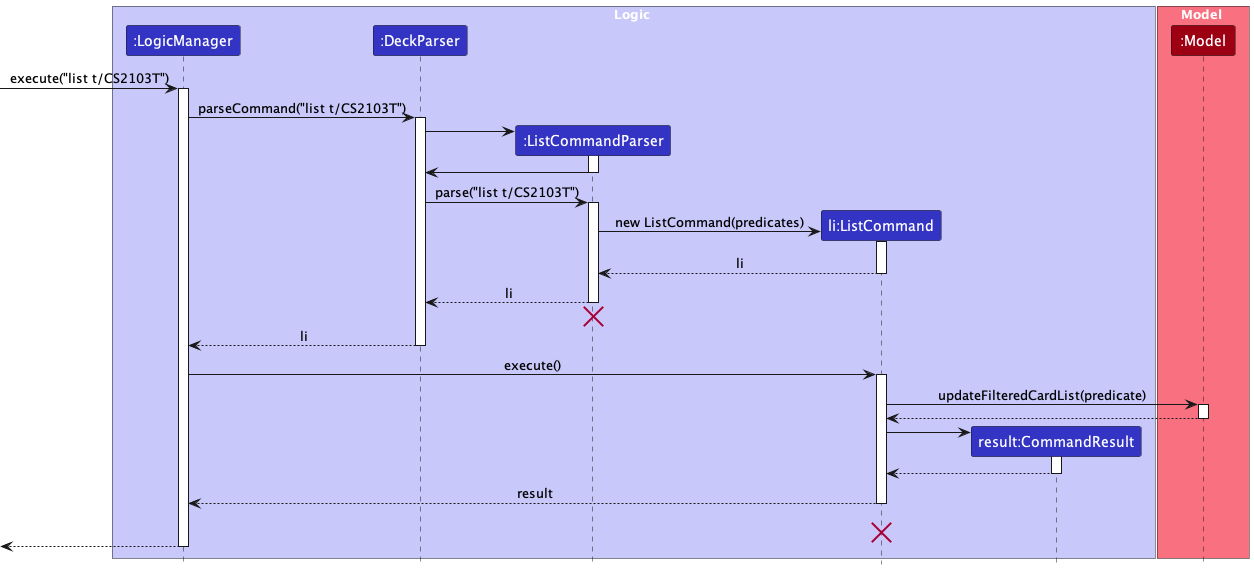 Logic
Model
:LogicManager
:DeckParser
:Model
execute("list t/CS2103T")
parseCommand("list t/CS2103T")
:ListCommandParser
parse("list t/CS2103T")
new ListCommand(predicates)
li:ListCommand
li
li
li
execute()
updateFilteredCardList(predicate)
result:CommandResult
result